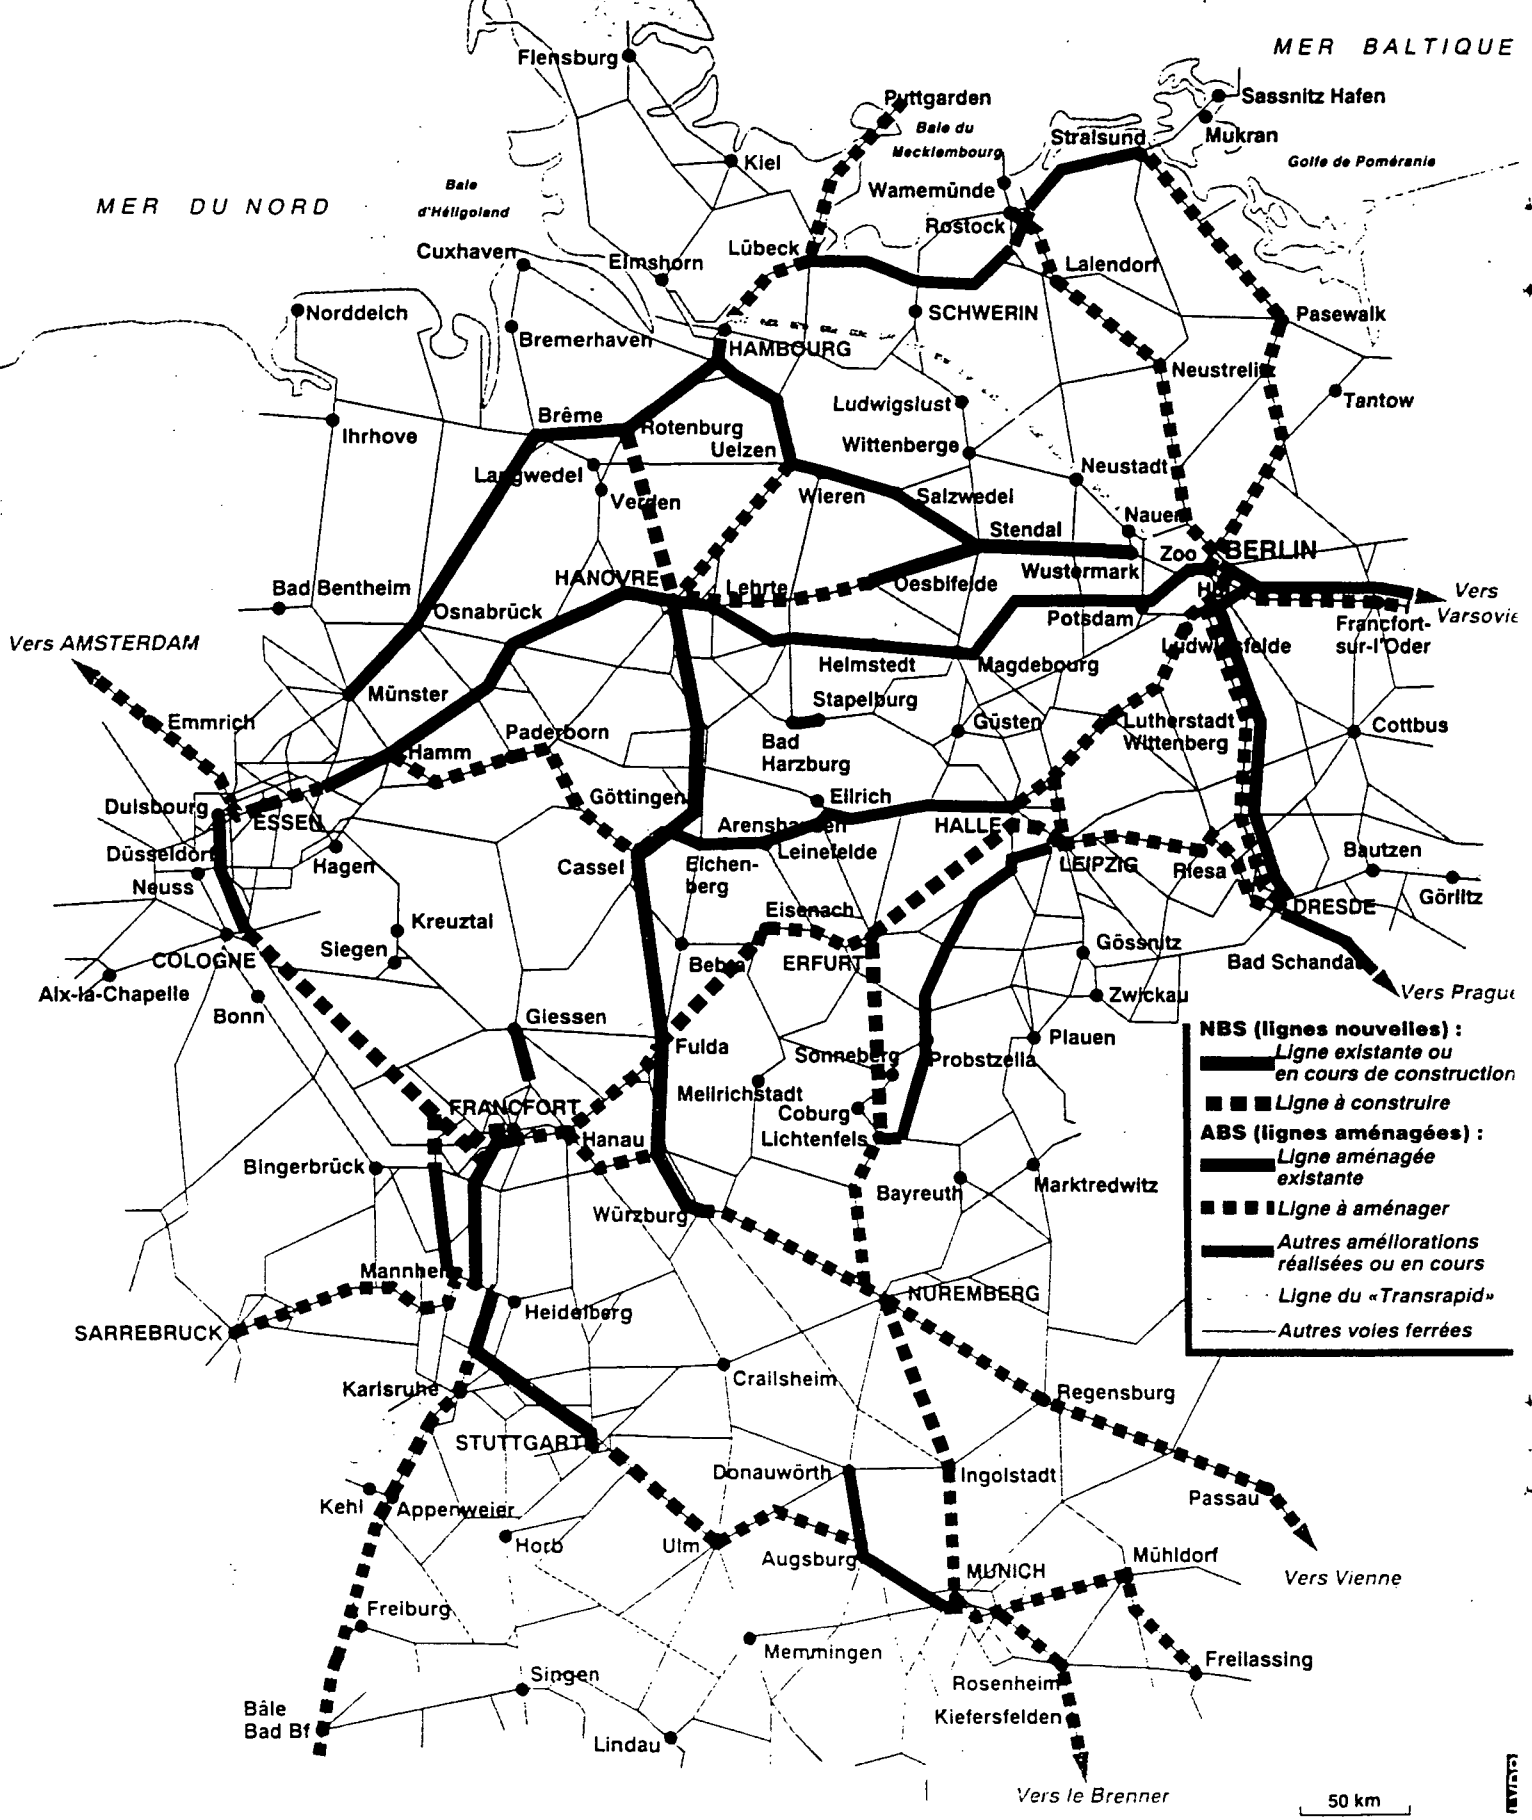 MER BALTIQUE
Flensburg
Puttgarden
Sassnitz Hafen
Baie du
Mecklembourg
Stralsund
Mukran
Kiel
Golfe de Poméranie
Baie
d'Héligoland
Warnemünde
MER DU NORD
Rostock
Cuxhaven
Elmshorn
Lübeck
Lalendorf
Norddeich
SCHWERIN
Pasewalk
Bremerhaven
HAMBOURG
Neustrelitz
Ludwigslust
Tantow
Brême
Ihrhove
Rotenburg
Uelzen
Wittenberge
Langwedel
Neustadt
Verden
Wieren
Salzwedel
Nauen
Stendal
Zoo
BERLIN
HANOVRE
Wustermark
Bad Bentheim
Lehrte
Oesbifelde
Vers
Varsovie
Osnabrück
Potsdam
Francfort-
sur-l'Oder
Vers AMSTERDAM
Ludwigsfelde
Helmstedt
Magdebourg
Münster
Stapelburg
Emmrich
Paderborn
Güsten
Lutherstadt
Wittenberg
Cottbus
Hamm
Bad
Harzburg
Duisbourg
Göttingen
Ellrich
ESSEN
Arenshausen
HALLE
Düsseldorf
Hagen
Cassel
Eichen-
berg
Leinefelde
LEIPZIG
Riesa
Bautzen
Neuss
Görlitz
Kreuztal
Eisenach
DRESDE
Siegen
COLOGNE
Bebra
ERFURT
Gössnitz
Bad Schandau
Aix-la-Chapelle
Zwickau
Vers Prague
Bonn
Giessen
NBS (lignes nouvelles) :
Ligne existante ou
en cours de construction
Fulda
Sonneberg
Probstzella
Plauen
Mellrichstadt
Ligne à construire
FRANCFORT
Coburg
ABS (lignes aménagées) :
Hanau
Lichtenfels
Ligne aménagée
existante
Bingerbrück
Bayreuth
Marktredwitz
Würzburg
Ligne à aménager
Autres améliorations
réalisées ou en cours
Mannheim
NUREMBERG
Ligne du «Transrapid»
Heidelberg
SARREBRUCK
Autres voies ferrées
Crailsheim
Karlsruhe
Regensburg
STUTTGART
Donauwörth
Ingolstadt
Kehl
Appenweier
Passau
Horb
Ulm
Augsburg
Mühldorf
MUNICH
Vers Vienne
Freiburg
Memmingen
Freilassing
Singen
Rosenheim
Bâle
Bad Bf
Kiefersfelden
Lindau
Vers le Brenner
50 km